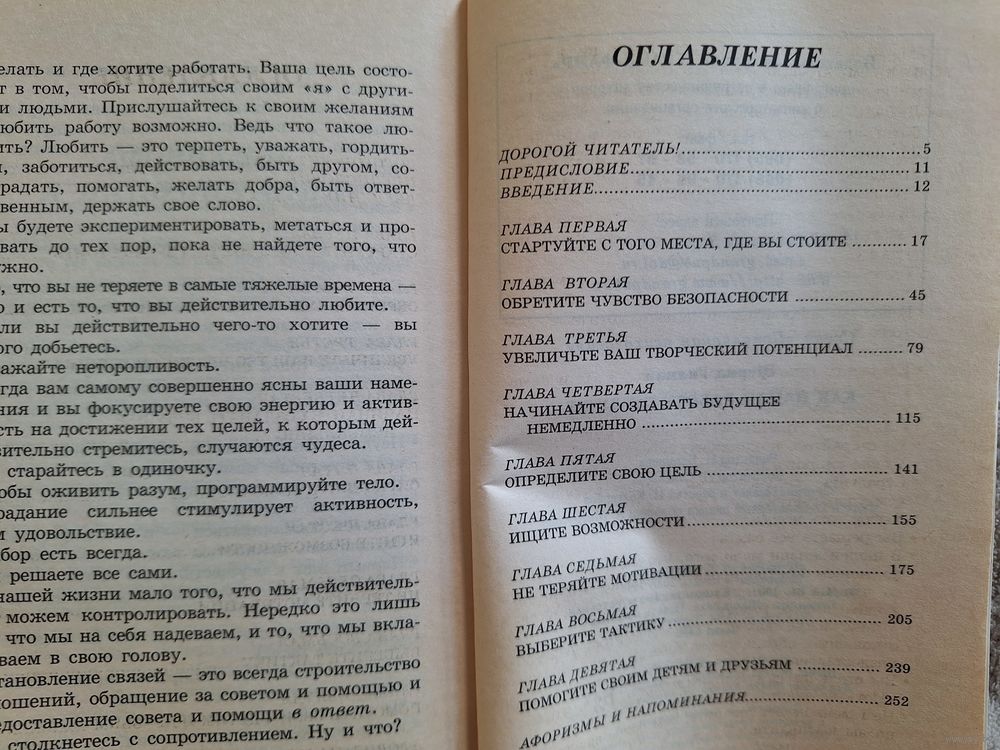 елать и где хотите работать. Ваша цель состо-
т в том, чтобы поделиться своим «я» с други-
и людьми. Прислушайтесь к своим желаниям
юбить работу возможно. Ведь что такое лю-
ить? Любить — это терпеть, уважать, гордить-
, заботиться, действовать, быть другом, со-
радать, помогать, желать добра, быть ответ-
венным, держать свое слово.
ы будете экспериментировать, метаться и про-
вать до тех пор, пока не найдете того, что
ужно.
, что вы не теряете в самые тяжелые времена —
о и есть то, что вы действительно любите.
ли вы действительно чего-то хотите — вы
ого добьетесь.
ажайте неторопливость.
гда вам самому совершенно ясны ваши наме-
ния и вы фокусируете свою энергию и актив-
сть на достижении тех целей, к которым дей-
вительно стремитесь, случаются чудеса.
старайтесь в одиночку.
обы оживить разум, программируйте тело.
радание сильнее стимулирует активность,
м удовольствие.
бор есть всегда.
решаете все сами.
нашей жизни мало того, что мы действитель-
можем контролировать. Нередко это лишь
что мы на себя надеваем, и то, что мы вкла-
ваем в свою голову.
тановление связей — это всегда строительство
ношений, обращение за советом и помощью и
едоставление совета и помощи в ответ.
столкнетесь с сопротивлением. Ну и что?
ОГЛАВЛЕНИЕ
ДОРОГОЙ ЧИТАТЕЛЬ!.......................................5
ПРЕДИСЛОВИЕ............................................. 11
ВВЕДЕНИЕ.................................................. 12
ГЛАВА ПЕРВАЯ
СТАРТУЙТЕ С ТОГО МЕСТА, ГДЕ ВЫ СТОИТЕ .......... 17
ГЛАВА ВТОРАЯ
ОБРЕТИТЕ ЧУВСТВО БЕЗОПАСНОСТИ .................... 45
ГЛАВА ТРЕТЬЯ
УВЕЛИЧЬТЕ ВАШ ТВОРЧЕСКИЙ ПОТЕНЦИАЛ ......... 79
ГЛАВА ЧЕТВЕРТАЯ
НАЧИНАЙТЕ СОЗДАВАТЬ БУДУЩЕЕ
НЕМЕДЛЕННО ........................................... 115
ГЛАВА ПЯТАЯ
ОПРЕДЕЛИТЕ СВОЮ ЦЕЛЬ ................................ 141
ГЛАВА ШЕСТАЯ
ИЩИТЕ ВОЗМОЖНОСТИ.................................... 155
ГЛАВА СЕДЬМАЯ
НЕ ТЕРЯЙТЕ МОТИВАЦИИ ................................ 175
ГЛАВА ВОСЬМАЯ
ВЫБЕРИТЕ ТАКТИКУ ....................................... 205
ГЛАВА ДЕВЯТАЯ
ПОМОГИТЕ СВОИМ ДЕТЯМ И ДРУЗЬЯМ ............... 239
АФОРИЗМЫ И НАПОМИНАНИЯ........................ 252